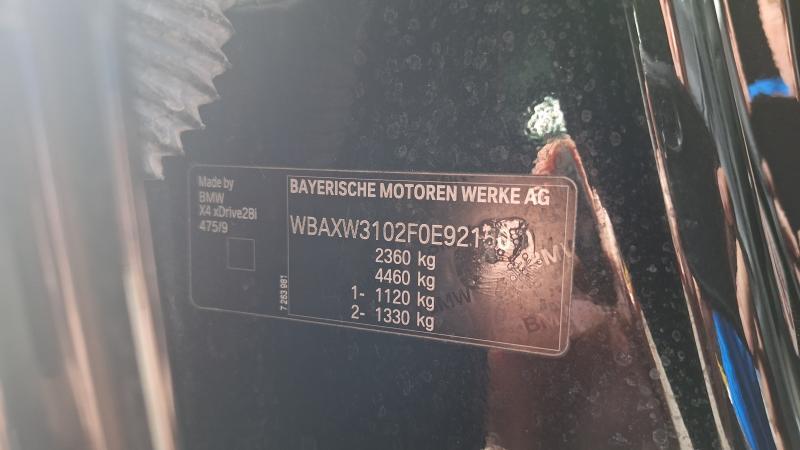 Made by
BMW
X4 xDrive28i
475/9
7 263 981
BAYERISCHE MOTOREN WERKE AG
2360 kg
4460 kg
1- 1120 kg
2- 1330 kg
BMW